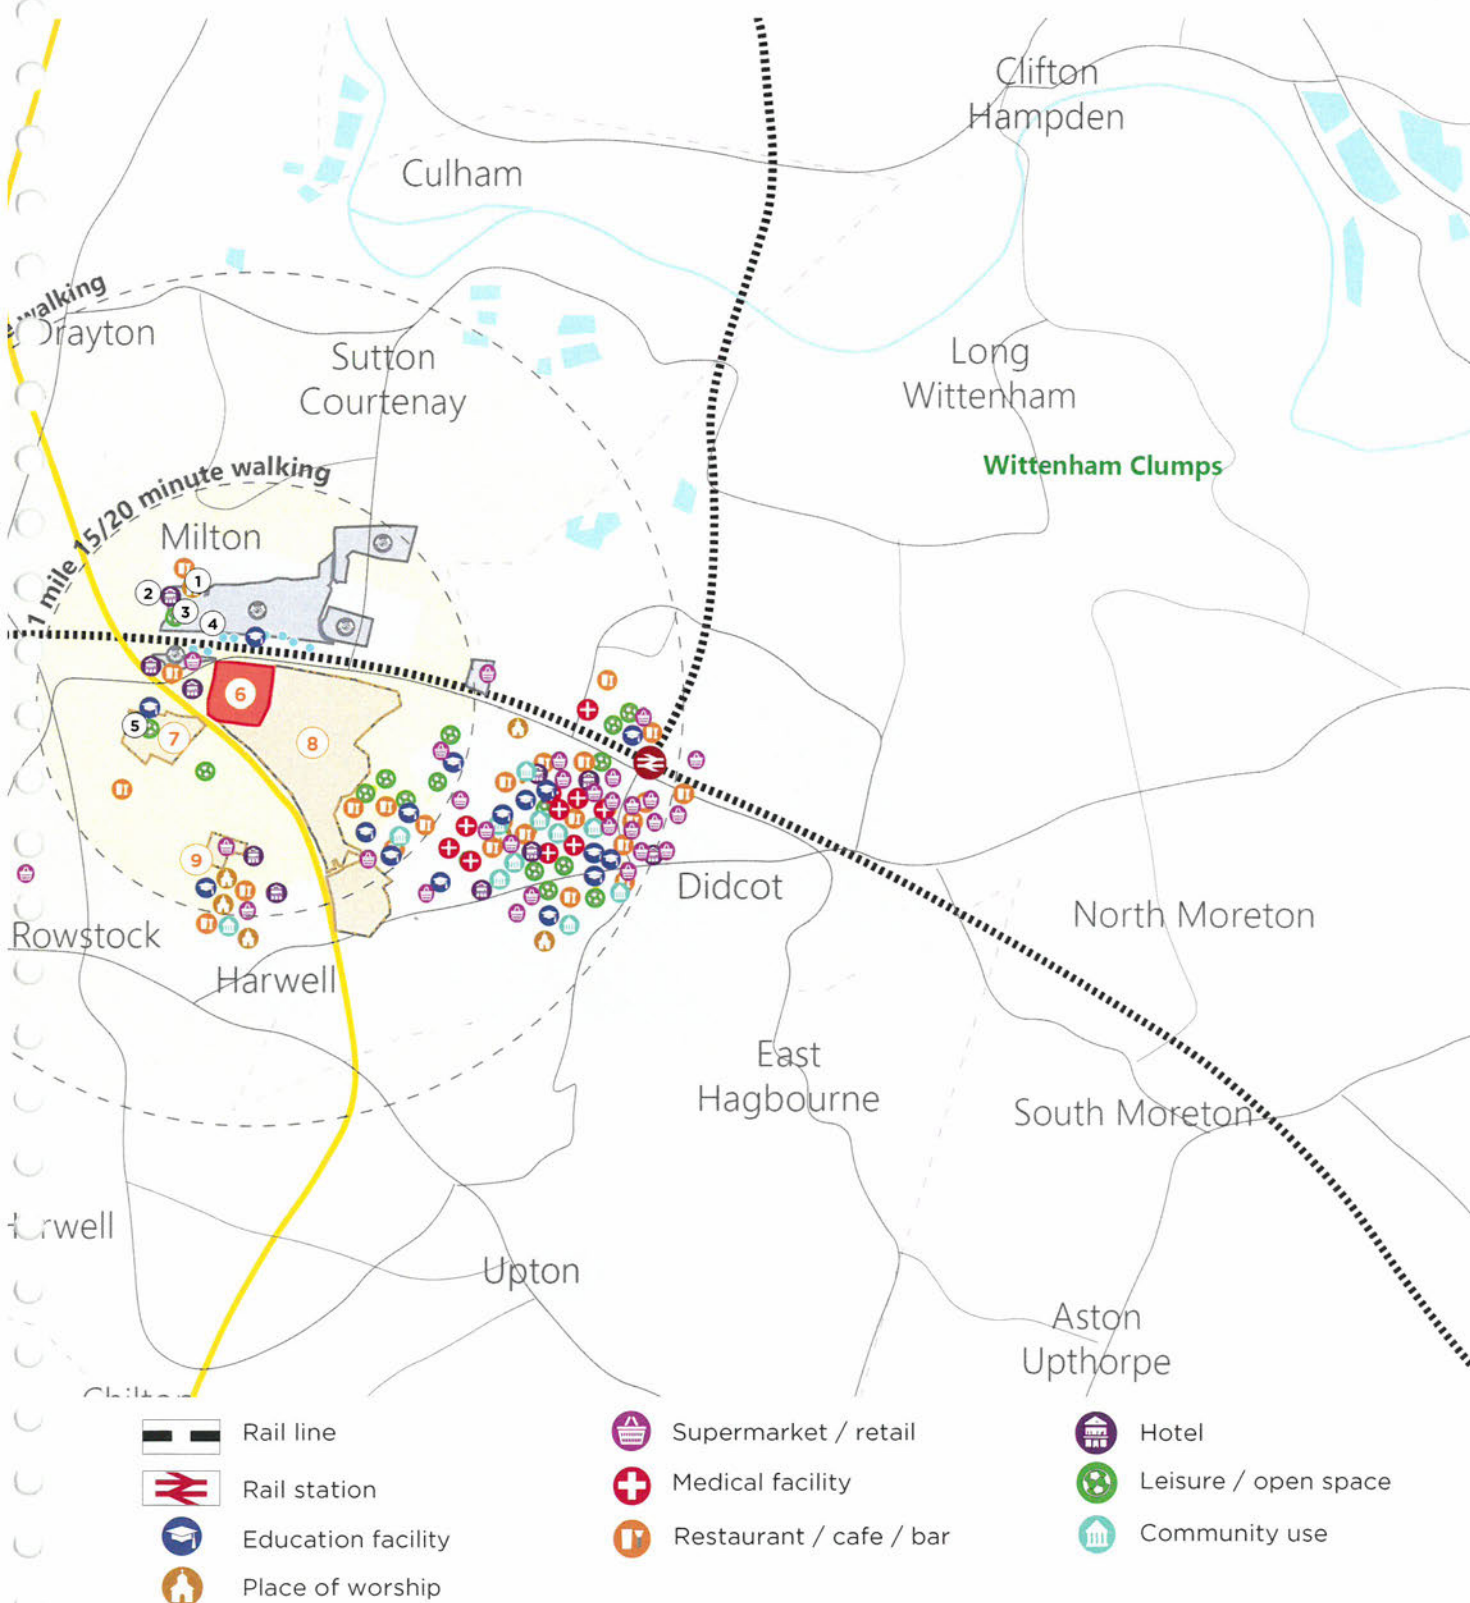 Clifton
Hampden
Culham
walking
Drayton
Sutton
Courtenay
Long
Wittenham
Wittenham Clumps
1 mile 15/20 minute walking
Milton
1
2
3
4
5
6
7
8
9
Didcot
North Moreton
Rowstock
Harwell
East
Hagbourne
South Moreton
rwell
Upton
Aston
Upthorpe
Chilton
Rail line
Rail station
Education facility
Place of worship
Supermarket / retail
Medical facility
Restaurant / cafe / bar
Hotel
Leisure / open space
Community use